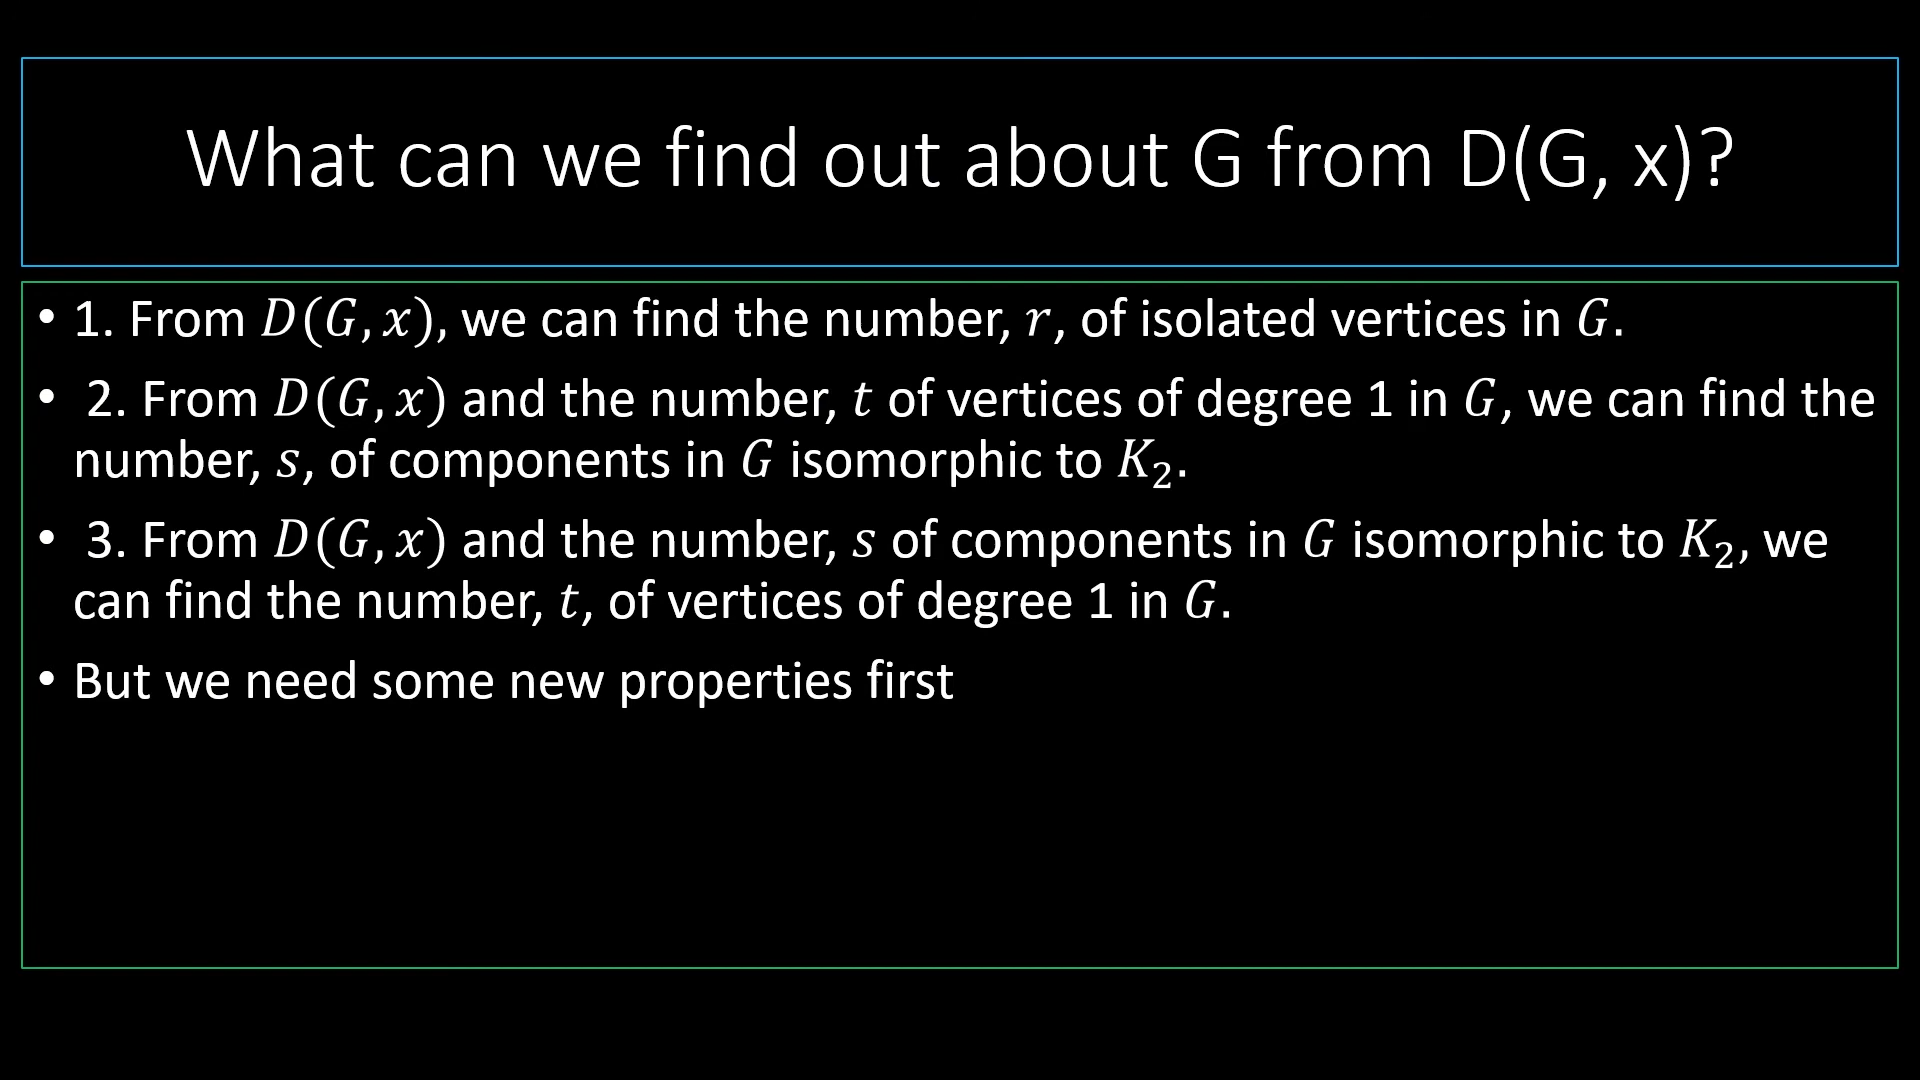 What can we find out about G from D(G, x)?
• 1. From 𝐷(𝐺, 𝑥), we can find the number, 𝑟, of isolated vertices in 𝐺.
• 2. From 𝐷(𝐺, 𝑥) and the number, 𝑡 of vertices of degree 1 in 𝐺, we can find the
number, 𝑠, of components in 𝐺 isomorphic to 𝐾₂.
• 3. From 𝐷(𝐺, 𝑥) and the number, 𝑠 of components in 𝐺 isomorphic to 𝐾₂, we
can find the number, 𝑡, of vertices of degree 1 in 𝐺.
• But we need some new properties first